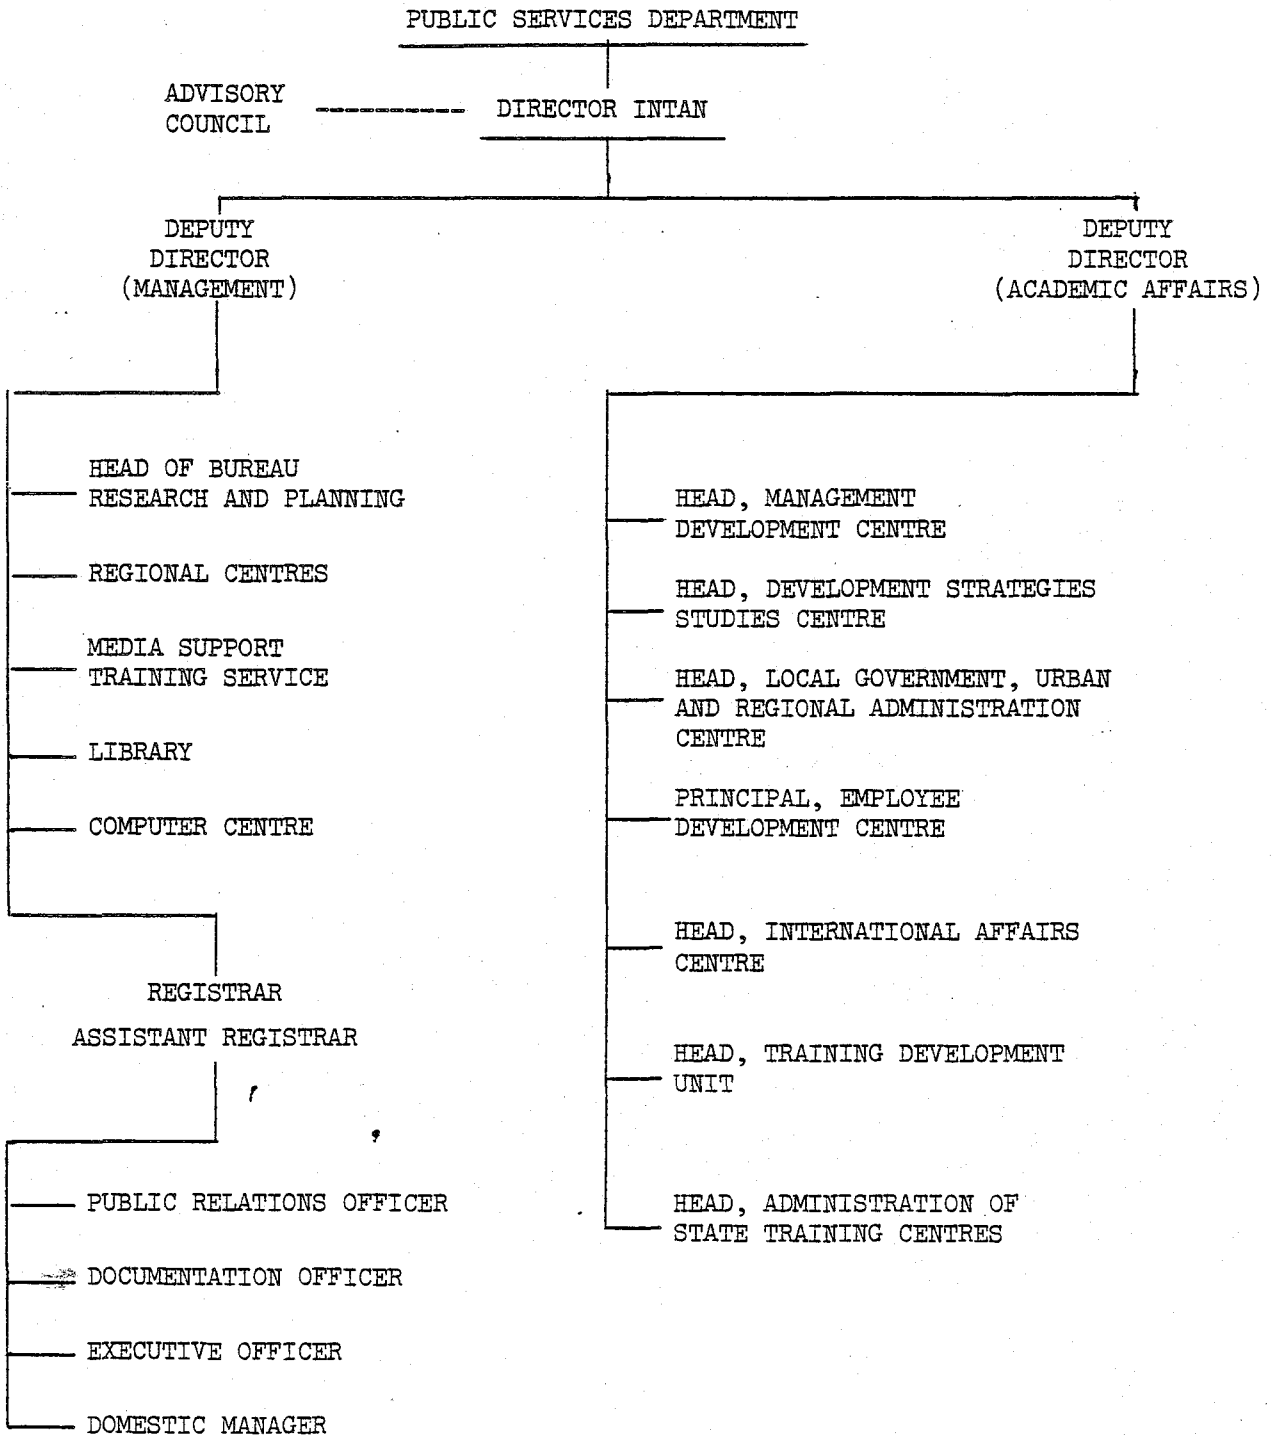 PUBLIC SERVICES DEPARTMENT
ADVISORY
COUNCIL
DIRECTOR INTAN
DEPUTY
DIRECTOR
(MANAGEMENT)
DEPUTY
DIRECTOR
(ACADEMIC AFFAIRS)
HEAD OF BUREAU
RESEARCH AND PLANNING
REGIONAL CENTRES
MEDIA SUPPORT
TRAINING SERVICE
LIBRARY
COMPUTER CENTRE
REGISTRAR
ASSISTANT REGISTRAR
PUBLIC RELATIONS OFFICER
DOCUMENTATION OFFICER
EXECUTIVE OFFICER
DOMESTIC MANAGER
HEAD, MANAGEMENT
DEVELOPMENT CENTRE
HEAD, DEVELOPMENT STRATEGIES
STUDIES CENTRE
HEAD, LOCAL GOVERNMENT, URBAN
AND REGIONAL ADMINISTRATION
CENTRE
PRINCIPAL, EMPLOYEE
DEVELOPMENT CENTRE
HEAD, INTERNATIONAL AFFAIRS
CENTRE
HEAD, TRAINING DEVELOPMENT
UNIT
HEAD, ADMINISTRATION OF
STATE TRAINING CENTRES